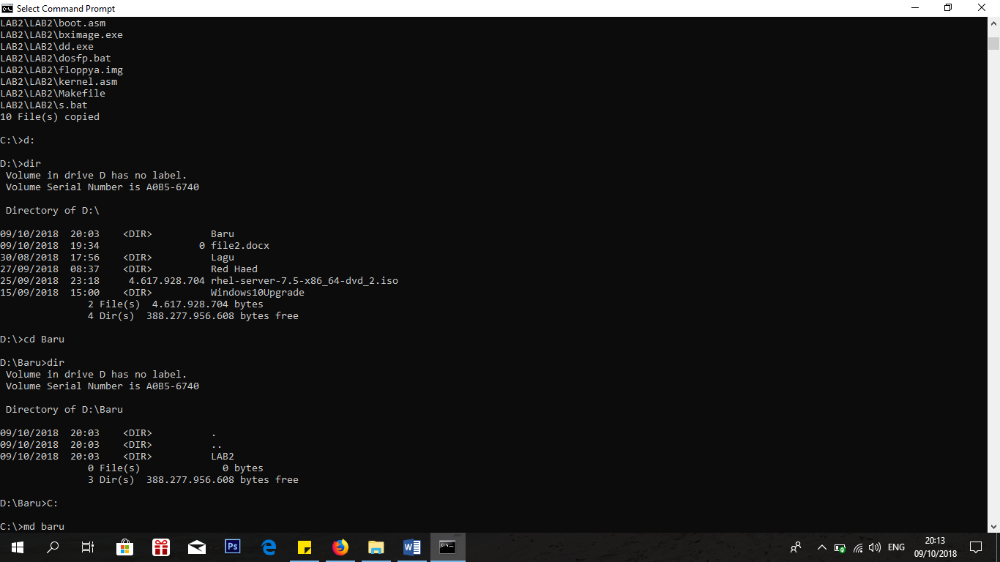 Select Command Prompt
LAB2\LAB2\boot.asm
LAB2\LAB2\bximage.exe
LAB2\LAB2\dd.exe
LAB2\LAB2\dosfp.bat
LAB2\LAB2\floppya.img
LAB2\LAB2\kernel.asm
LAB2\LAB2\Makefile
LAB2\LAB2\s.bat
10 File(s) copied
C:\>d:
D:\>dir
 Volume in drive D has no label.
 Volume Serial Number is A0B5-6740
 Directory of D:\
09/10/2018  20:03    <DIR>          Baru
09/10/2018  19:34                 0 file2.docx
30/08/2018  17:56    <DIR>          Lagu
27/09/2018  08:37    <DIR>          Red Haed
25/09/2018  23:18     4.617.928.704 rhel-server-7.5-x86_64-dvd_2.iso
15/09/2018  15:00    <DIR>          Windows10Upgrade
               2 File(s)  4.617.928.704 bytes
               4 Dir(s)  388.277.956.608 bytes free
D:\>cd Baru
D:\Baru>dir
 Volume in drive D has no label.
 Volume Serial Number is A0B5-6740
 Directory of D:\Baru
09/10/2018  20:03    <DIR>          .
09/10/2018  20:03    <DIR>          ..
09/10/2018  20:03    <DIR>          LAB2
               0 File(s)              0 bytes
               3 Dir(s)  388.277.956.608 bytes free
D:\Baru>C:
C:\>md baru
Ps
ENG
20:13
09/10/2018